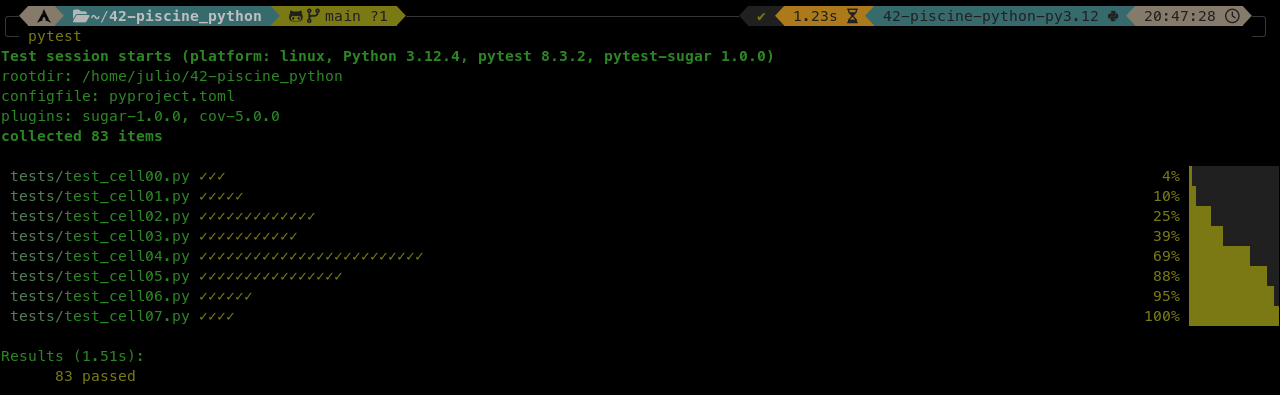 ~/42-piscine_python main ?1 ✔ 1.23s 42-piscine-python-py3.12 20:47:28
pytest
Test session starts (platform: linux, Python 3.12.4, pytest 8.3.2, pytest-sugar 1.0.0)
rootdir: /home/julio/42-piscine_python
configfile: pyproject.toml
plugins: sugar-1.0.0, cov-5.0.0
collected 83 items
tests/test_cell00.py ✓✓✓ 4%
tests/test_cell01.py ✓✓✓✓✓ 10%
tests/test_cell02.py ✓✓✓✓✓✓✓✓✓✓✓✓✓ 25%
tests/test_cell03.py ✓✓✓✓✓✓✓✓✓✓✓ 39%
tests/test_cell04.py ✓✓✓✓✓✓✓✓✓✓✓✓✓✓✓✓✓✓✓✓✓✓✓✓✓ 69%
tests/test_cell05.py ✓✓✓✓✓✓✓✓✓✓✓✓✓✓✓✓ 88%
tests/test_cell06.py ✓✓✓✓✓✓ 95%
tests/test_cell07.py ✓✓✓✓ 100%
Results (1.51s):
83 passed